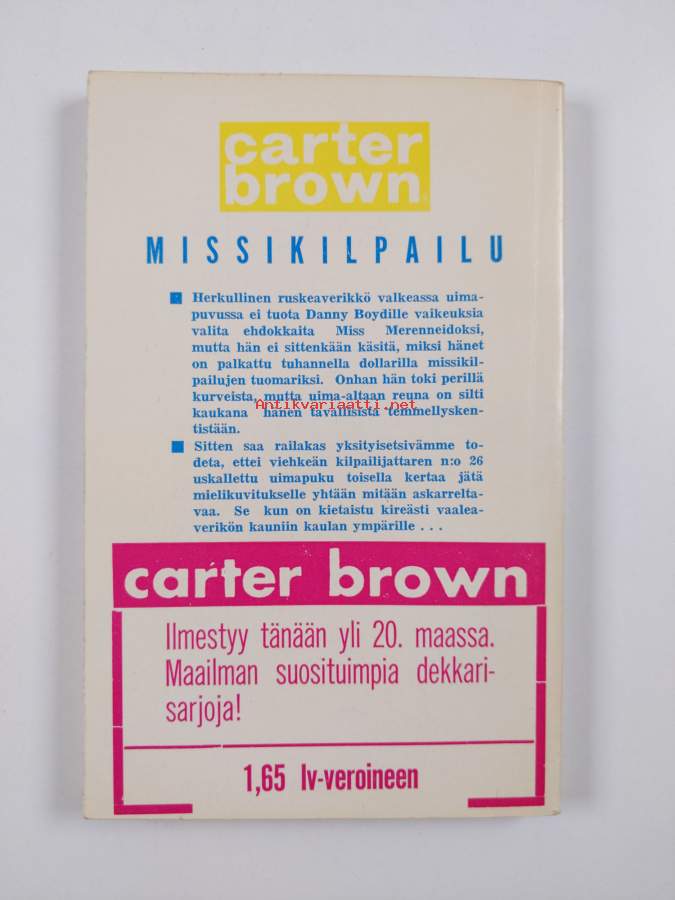 carter
brown
MISSIKILPAILU
Herkullinen ruskeaverikkö valkeassa uima-
puvussa ei tuota Danny Boydille vaikeuksia
valita ehdokkaita Miss Merenneidoksi,
mutta hän ei sittenkään käsitä, miksi hänet
on palkattu tuhannella dollarilla missikil-
pailujen tuomariksi. Onhan hän toki perillä
kurveista, mutta uima-altaan reuna on silti
Antikvariaatti.net
kaukana hänen tavallisista temmellysken-
tistään.
Sitten saa railakas yksityisetsivämme to-
deta, ettei viehkeän kilpailijattaren n:o 26
uskallettu uimapuku toisella kertaa jätä
mielikuvitukselle yhtään mitään askarrelta-
vaa. Se kun on kietaistu kireästi vaalea-
verikön kauniin kaulan ympärille . . .
carter brown
Ilmestyy tänään yli 20. maassa.
Maailman suosituimpia dekkari-
sarjoja!
1,65 lv-veroineen